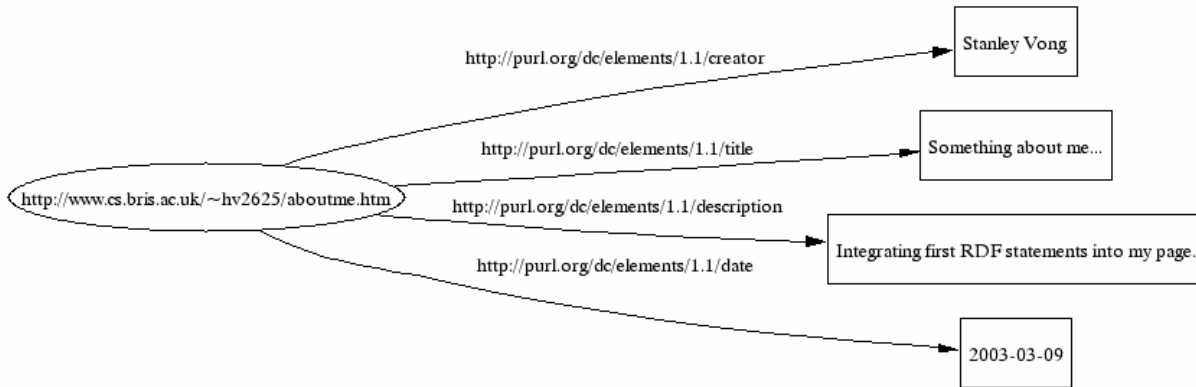 Stanley Vong
http://purl.org/dc/elements/1.1/creator
Something about me...
http://purl.org/dc/elements/1.1/title
http://www.cs.bris.ac.uk/~hv2625/aboutme.htm
http://purl.org/dc/elements/1.1/description
Integrating first RDF statements into my page.
http://purl.org/dc/elements/1.1/date
2003-03-09